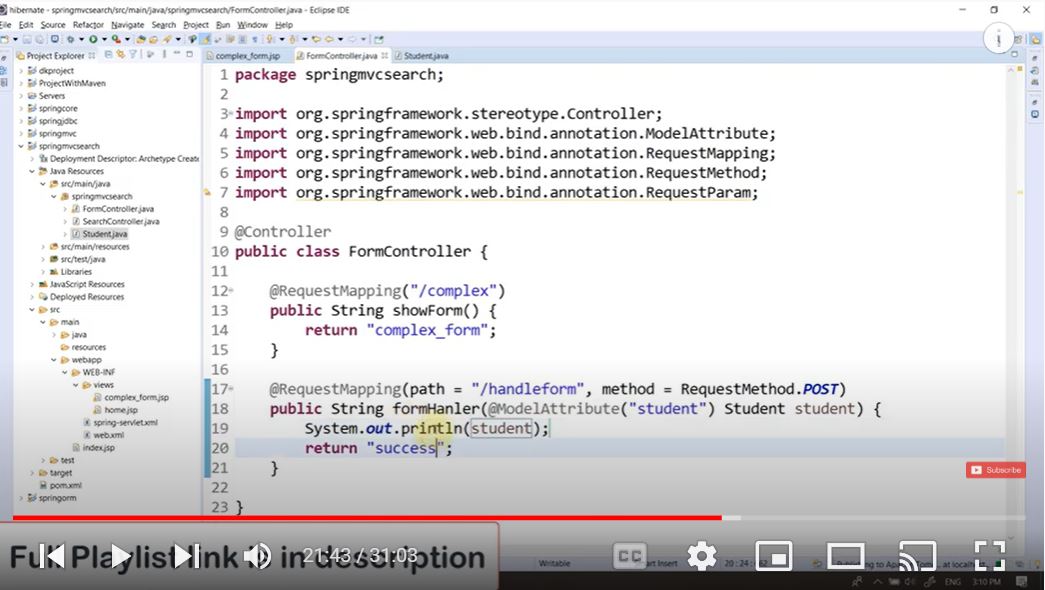 hibernate - springmvcsearch/src/main/java/springmvcsearch/FormController.java - Eclipse IDE
File Edit Source Refactor Navigate Search Project Run Window Help
Project Explorer
complex_form.jsp FormController.java Student.java
dkproject
ProjectWithMaven
Servers
springcore
springjdbc
springmvc
springmvcsearch
Deployment Descriptor: Archetype Create
Java Resources
src/main/java
springmvcsearch
FormController.java
SearchController.java
Student.java
src/main/resources
src/test/java
Libraries
JavaScript Resources
Deployed Resources
src
main
java
resources
webapp
WEB-INF
views
complex_form.jsp
home.jsp
spring-servlet.xml
web.xml
index.jsp
test
target
pom.xml
springorm
1 package springmvcsearch;
2
3 import org.springframework.stereotype.Controller;
4 import org.springframework.web.bind.annotation.ModelAttribute;
5 import org.springframework.web.bind.annotation.RequestMapping;
6 import org.springframework.web.bind.annotation.RequestMethod;
7 import org.springframework.web.bind.annotation.RequestParam;
8
9 @Controller
10 public class FormController {
11
12 @RequestMapping("/complex")
13 public String showForm() {
14 return "complex_form";
15 }
16
17 @RequestMapping(path = "/handleform", method = RequestMethod.POST)
18 public String formHanler(@ModelAttribute("student") Student student) {
19 System.out.println(student);
20 return "success";
21 }
22
23 }
Subscribe
Full Playlist link is in description
21:43 / 31:03
CC
Writable
Smart Insert
ENG 3:10 PM